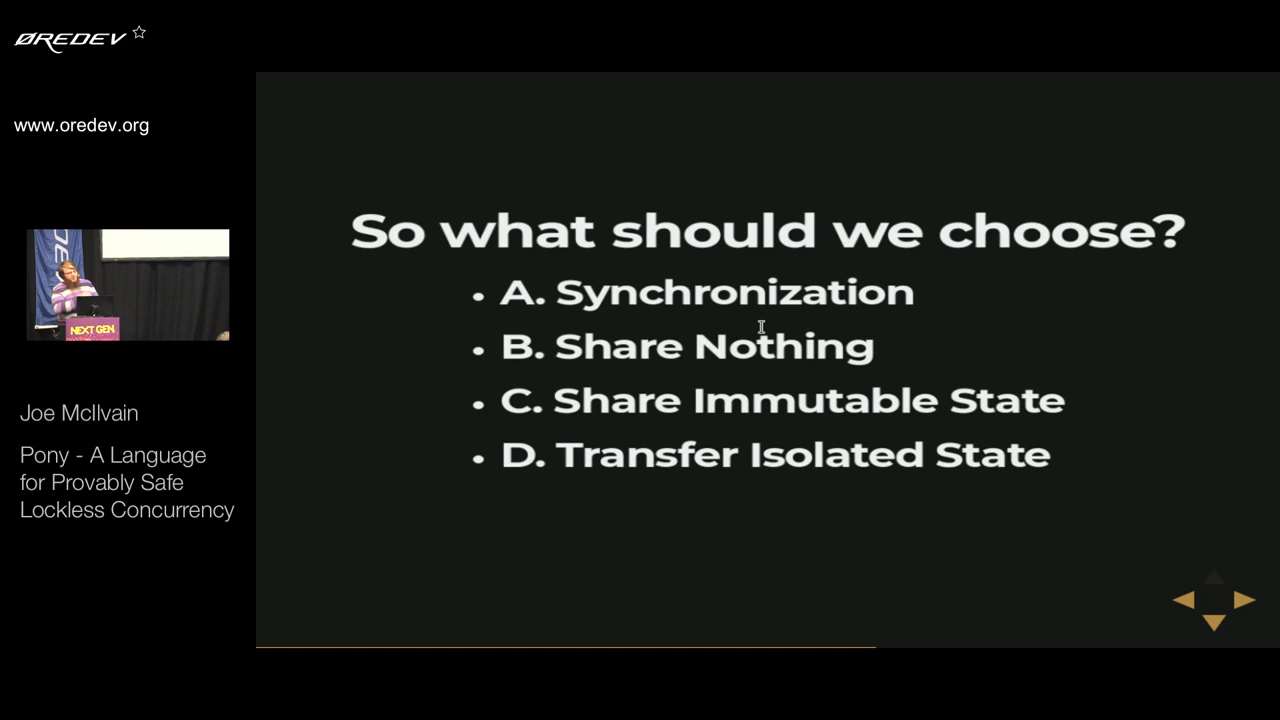 ØREDEV
www.oredev.org
NEXT GEN.
Joe McIlvain
Pony - A Language
for Provably Safe
Lockless Concurrency
So what should we choose?
• A. Synchronization
• B. Share Nothing
• C. Share Immutable State
• D. Transfer Isolated State